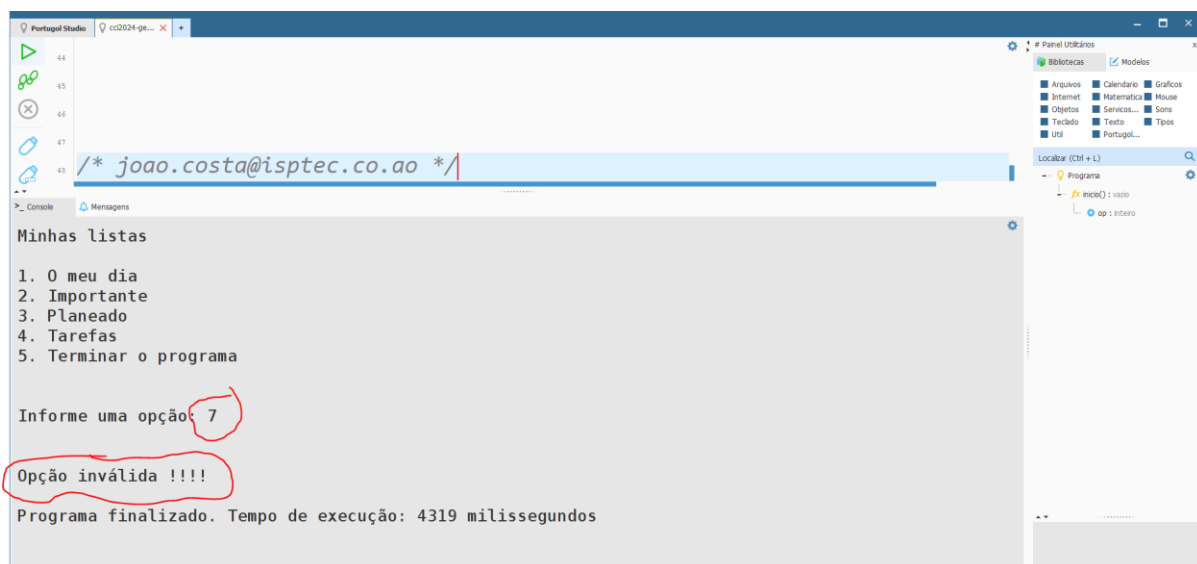 Portugol Studio
cci2024-ge...
+
44
45
46
47
48
/* joao.costa@isptec.co.ao */
>_ Console
Mensagens
Minhas listas
1. O meu dia
2. Importante
3. Planeado
4. Tarefas
5. Terminar o programa
Informe uma opção: 7
Opção inválida !!!!
Programa finalizado. Tempo de execução: 4319 milissegundos
# Painel Utilitários
x
Bibliotecas
Modelos
Arquivos Calendario Graficos
Internet Matematica Mouse
Objetos Servicos... Sons
Teclado Texto Tipos
Util Portugol...
Localizar (Ctrl + L)
Programa
fx inicio() : vazio
op : inteiro